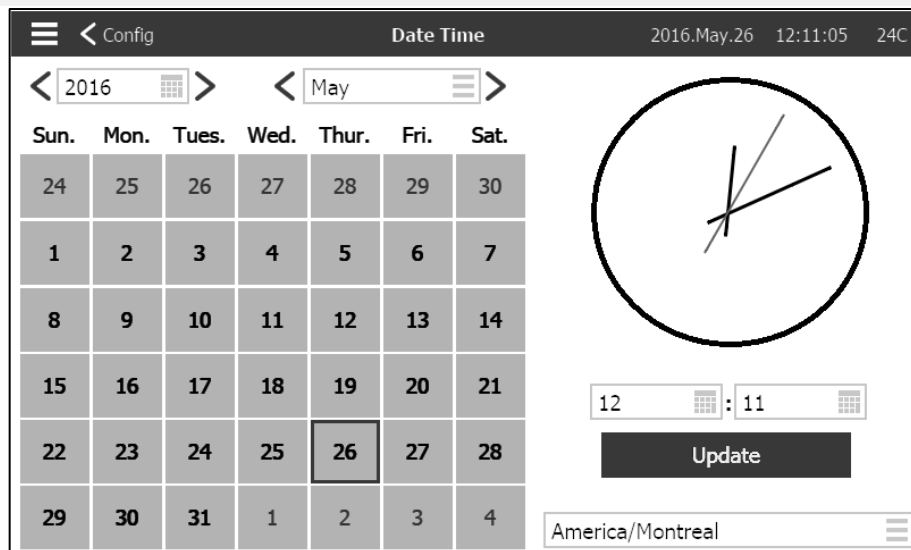 Config Date Time 2016.May.26 12:11:05 24C
2016 May
Sun. Mon. Tues. Wed. Thur. Fri. Sat.
24 25 26 27 28 29 30
1 2 3 4 5 6 7
8 9 10 11 12 13 14
15 16 17 18 19 20 21
22 23 24 25 26 27 28
29 30 31 1 2 3 4
12 : 11
Update
America/Montreal